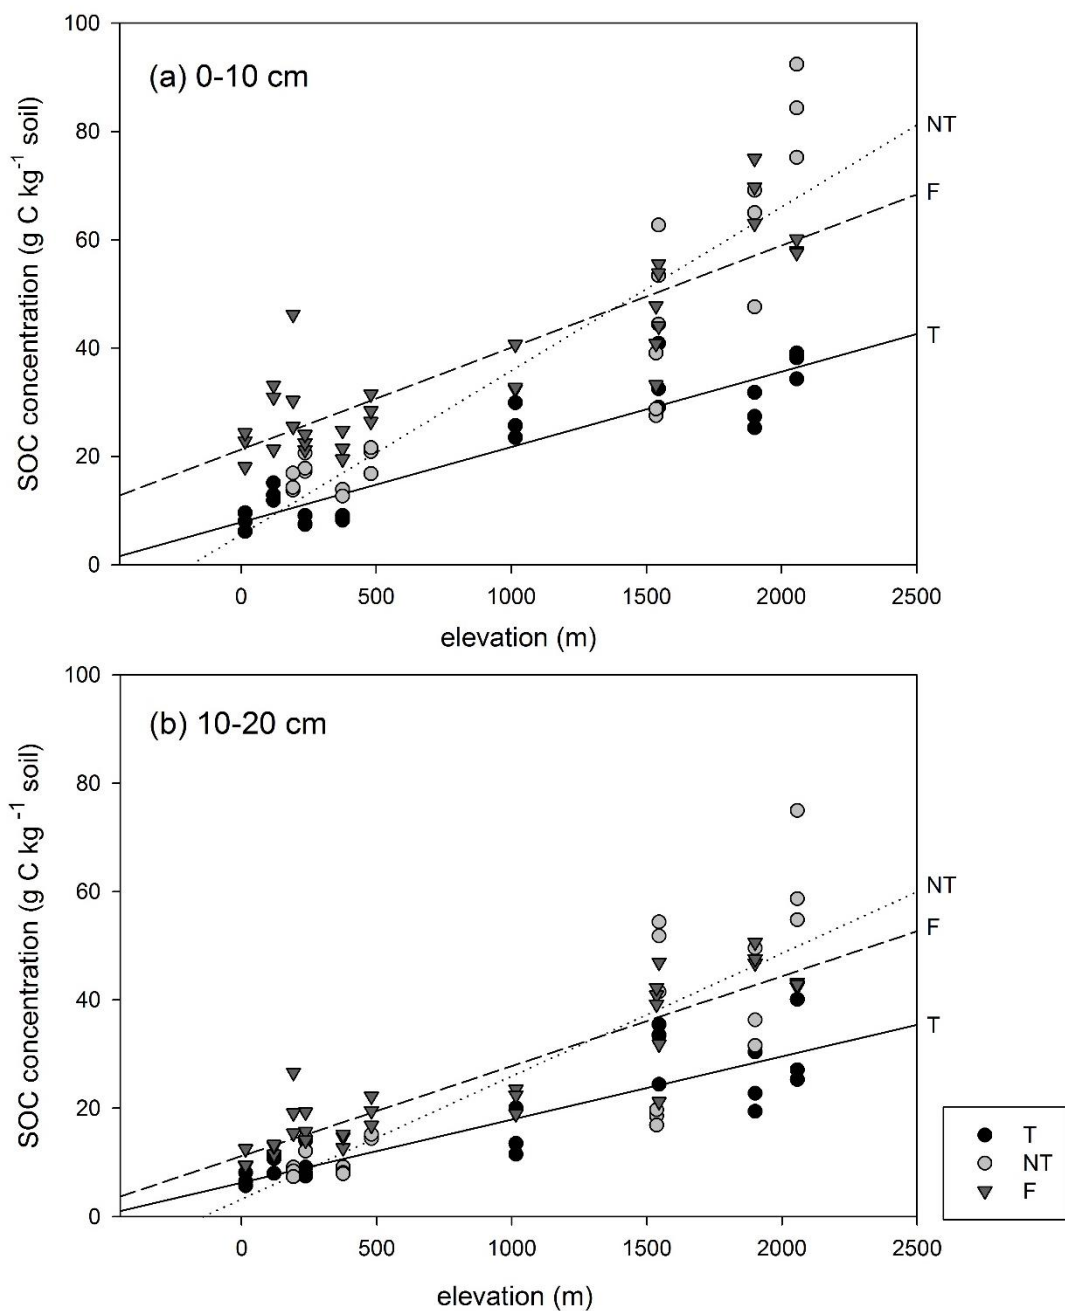 100
80
60
40
20
0
SOC concentration (g C kg⁻¹ soil)
(a) 0-10 cm
NT
F
T
0 500 1000 1500 2000 2500
elevation (m)
100
80
60
40
20
0
SOC concentration (g C kg⁻¹ soil)
(b) 10-20 cm
NT
F
T
0 500 1000 1500 2000 2500
elevation (m)
T
NT
F